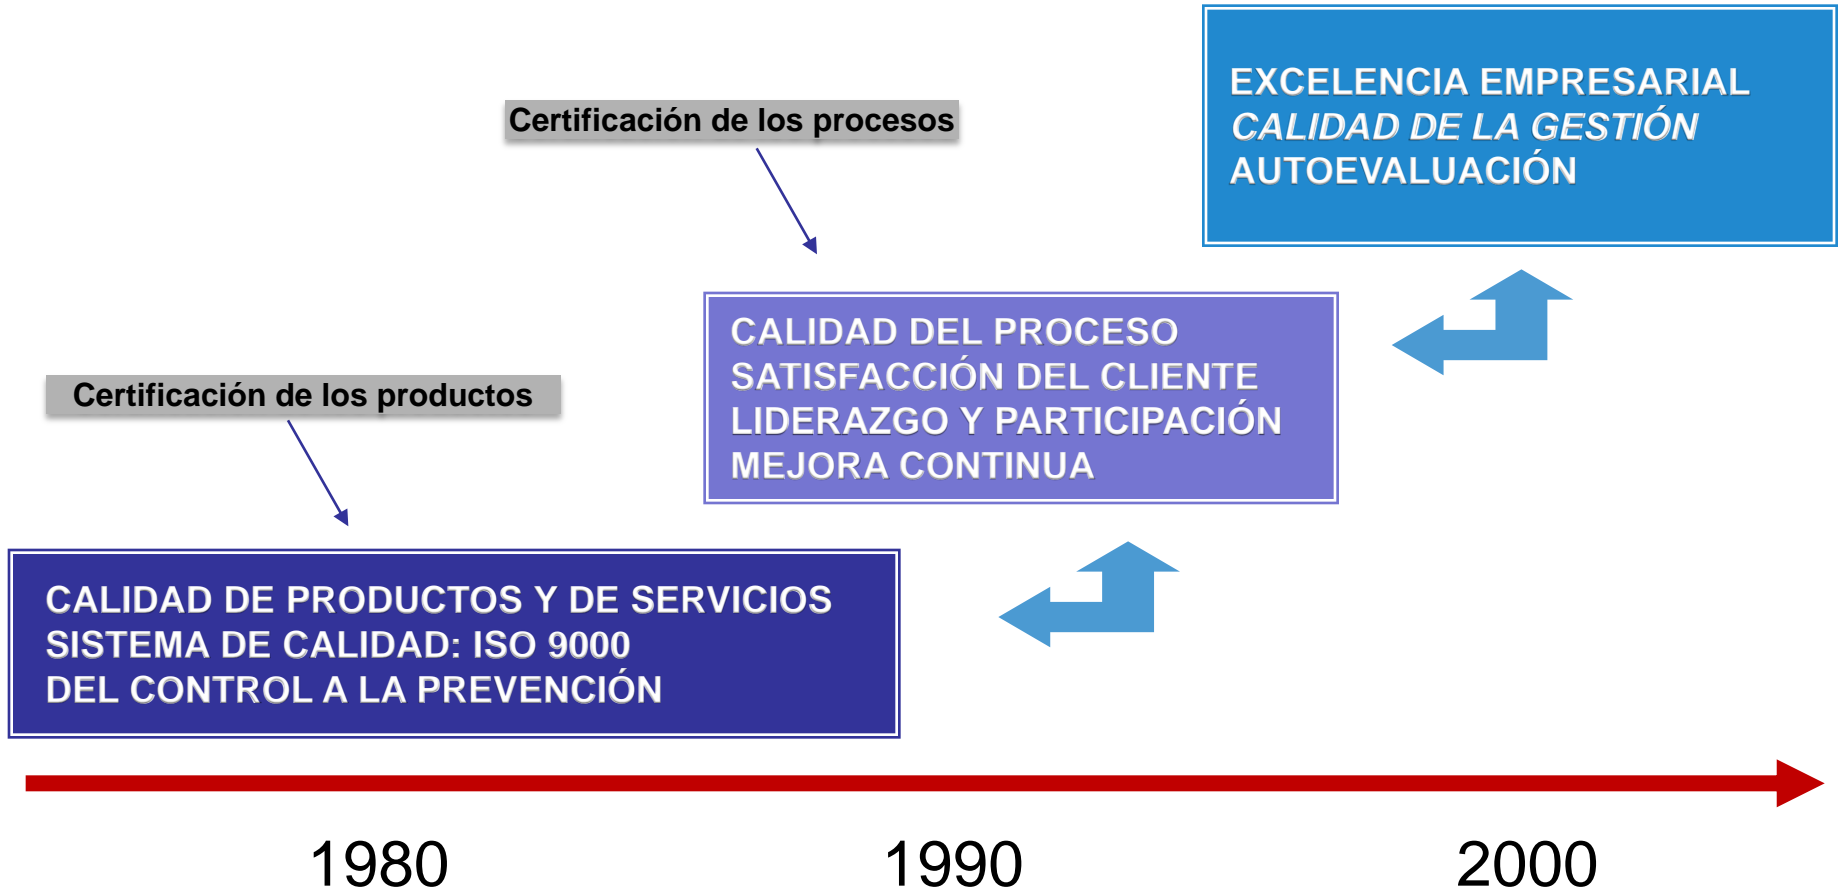 EXCELENCIA EMPRESARIAL
CALIDAD DE LA GESTIÓN
AUTOEVALUACIÓN
Certificación de los procesos
CALIDAD DEL PROCESO
SATISFACCIÓN DEL CLIENTE
LIDERAZGO Y PARTICIPACIÓN
MEJORA CONTINUA
Certificación de los productos
CALIDAD DE PRODUCTOS Y DE SERVICIOS
SISTEMA DE CALIDAD: ISO 9000
DEL CONTROL A LA PREVENCIÓN
1980
1990
2000